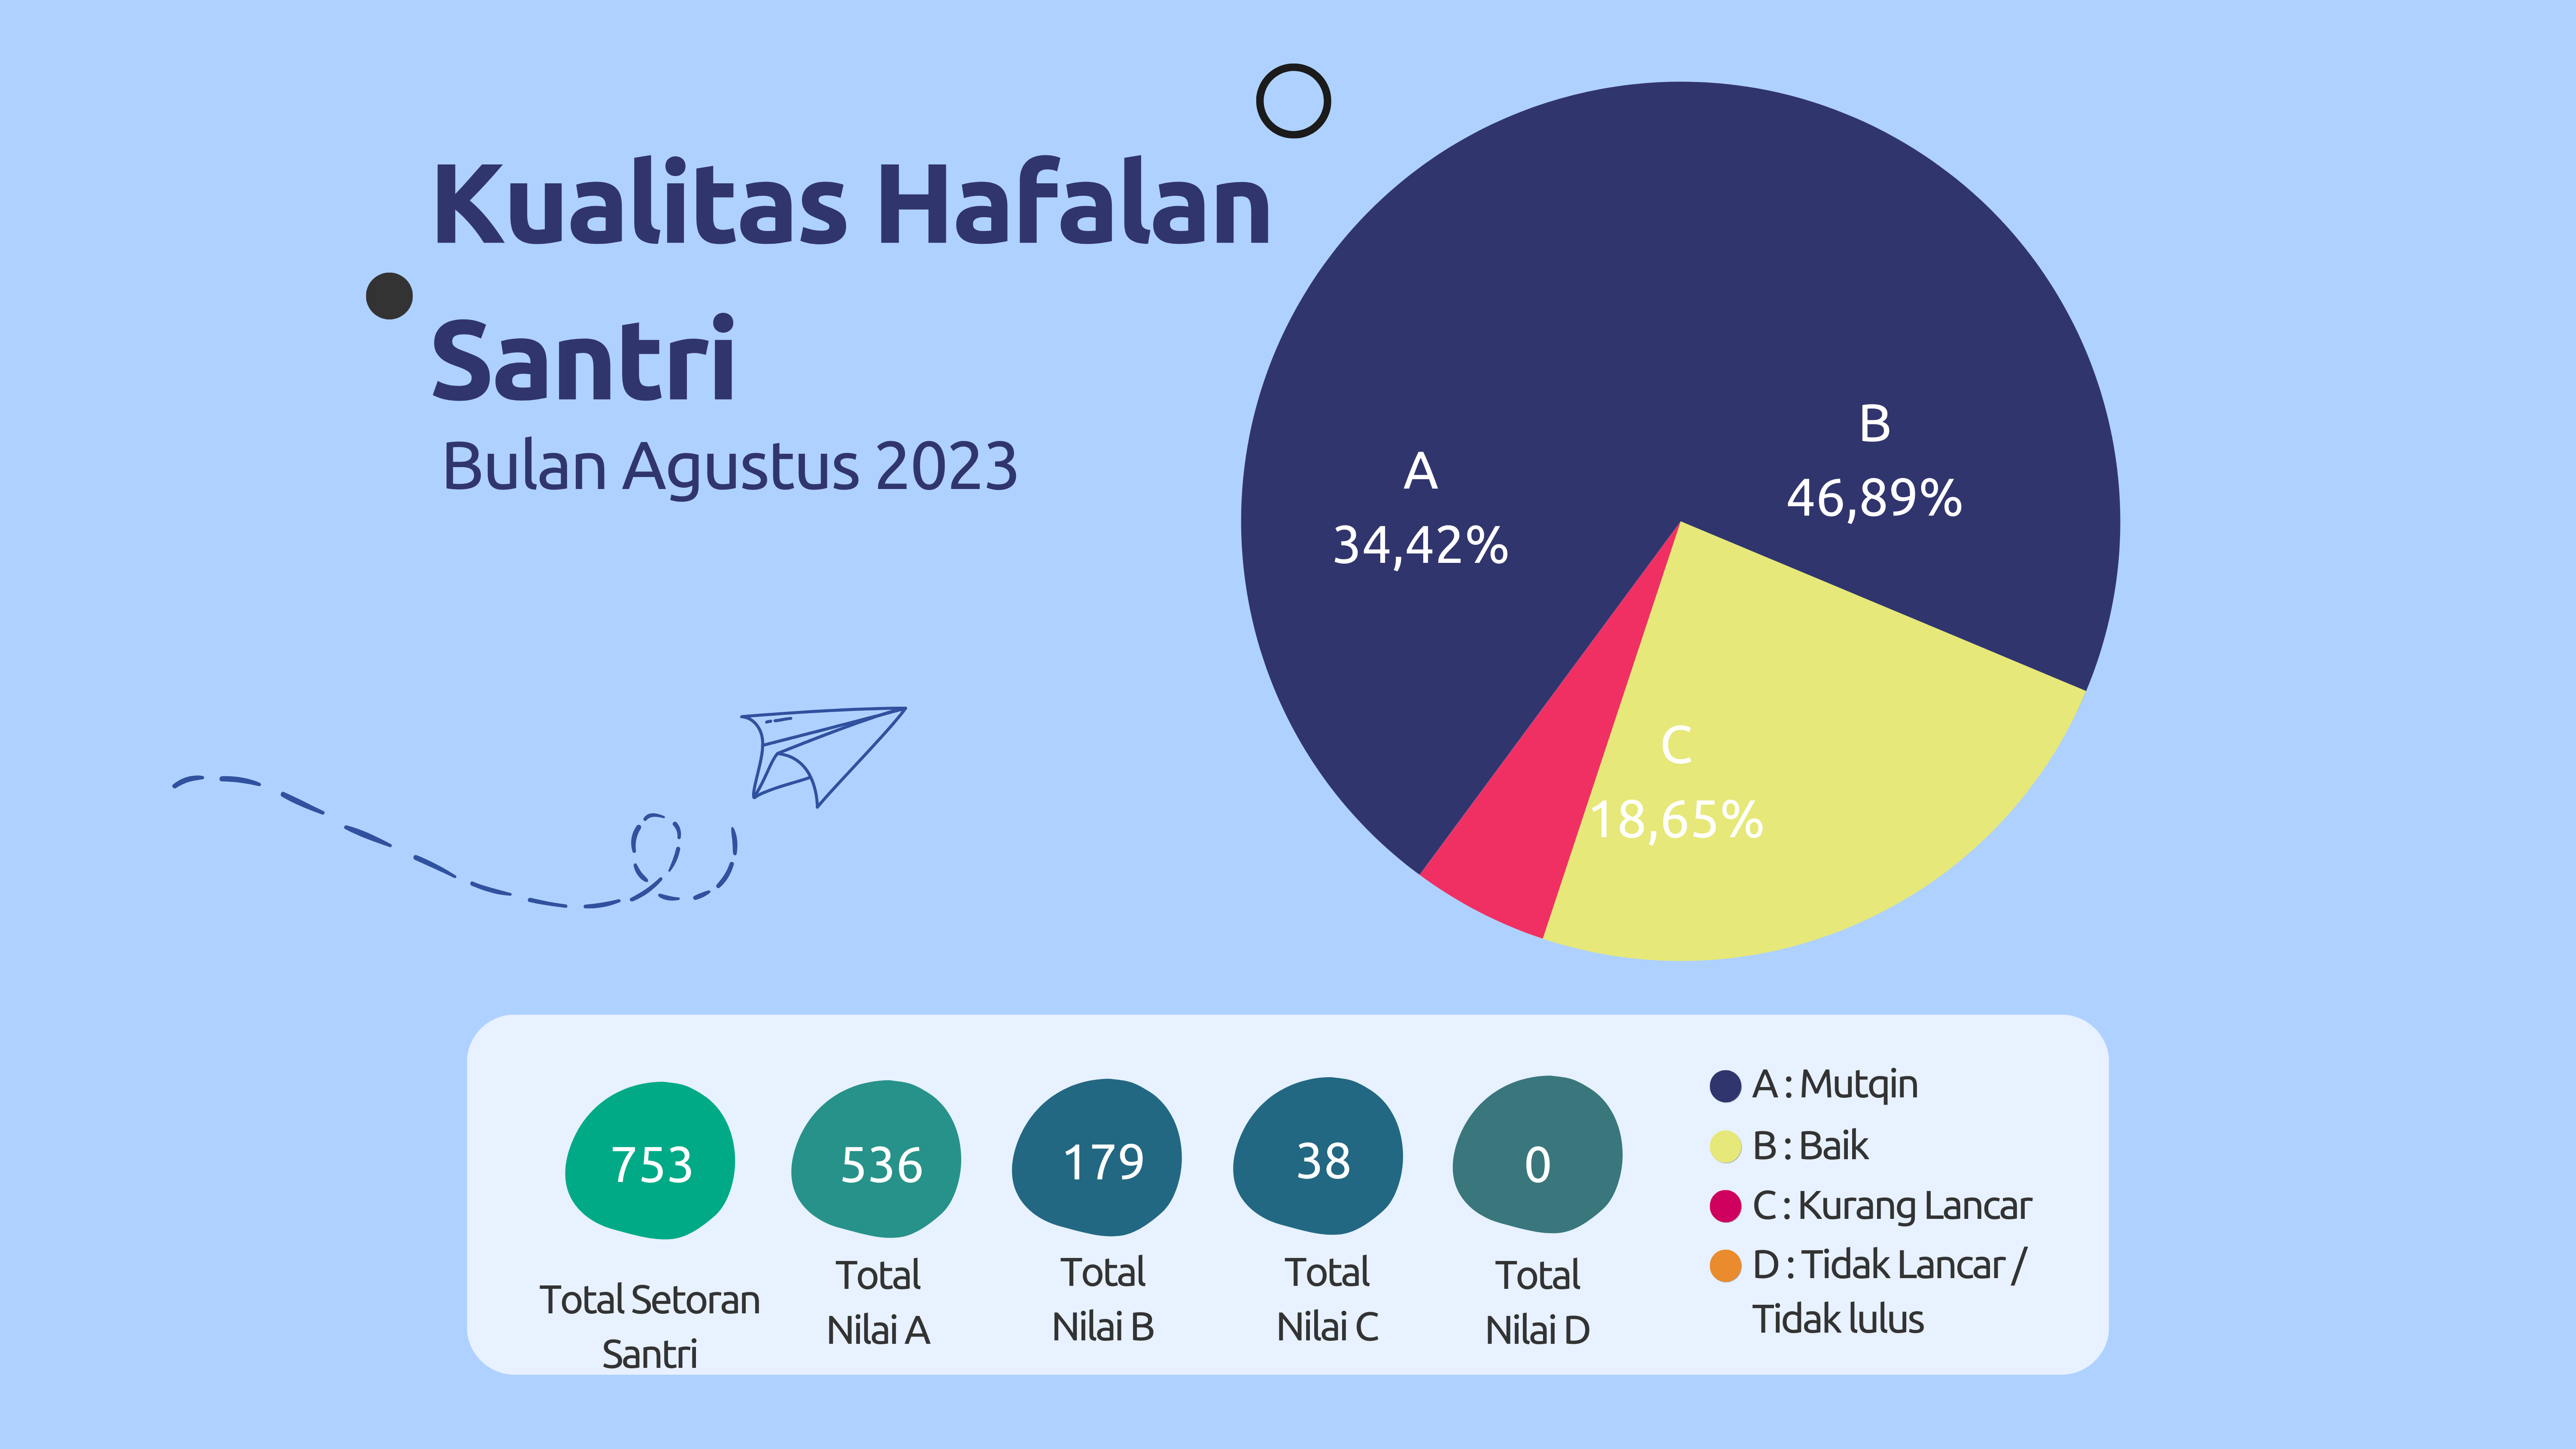 Kualitas Hafalan
Santri
Bulan Agustus 2023
A
34,42%
B
46,89%
C
18,65%
753
Total Setoran
Santri
536
Total
Nilai A
179
Total
Nilai B
38
Total
Nilai C
0
Total
Nilai D
A : Mutqin
B : Baik
C : Kurang Lancar
D : Tidak Lancar /
Tidak lulus